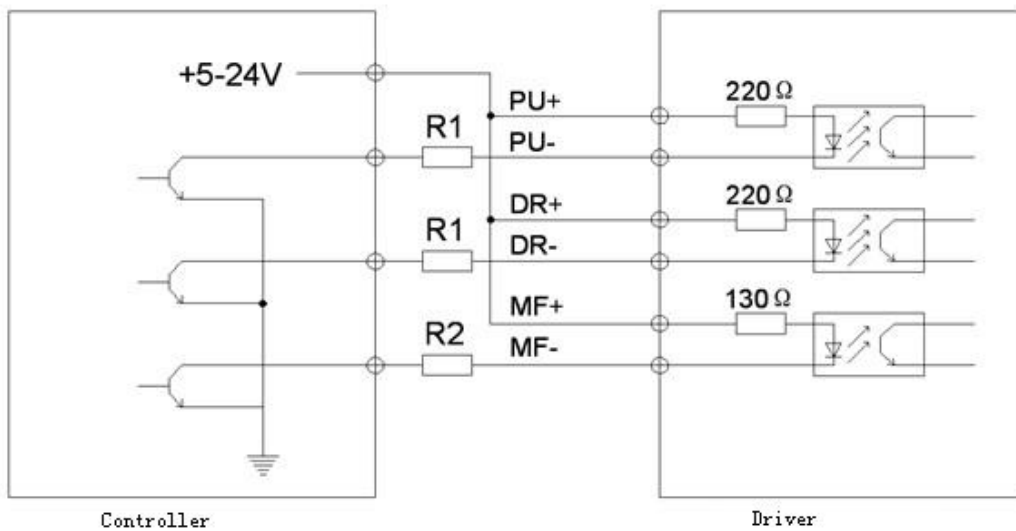 +5-24V
PU+
220Ω
R1
PU-
DR+
220Ω
R1
DR-
MF+
130Ω
R2
MF-
Controller
Driver